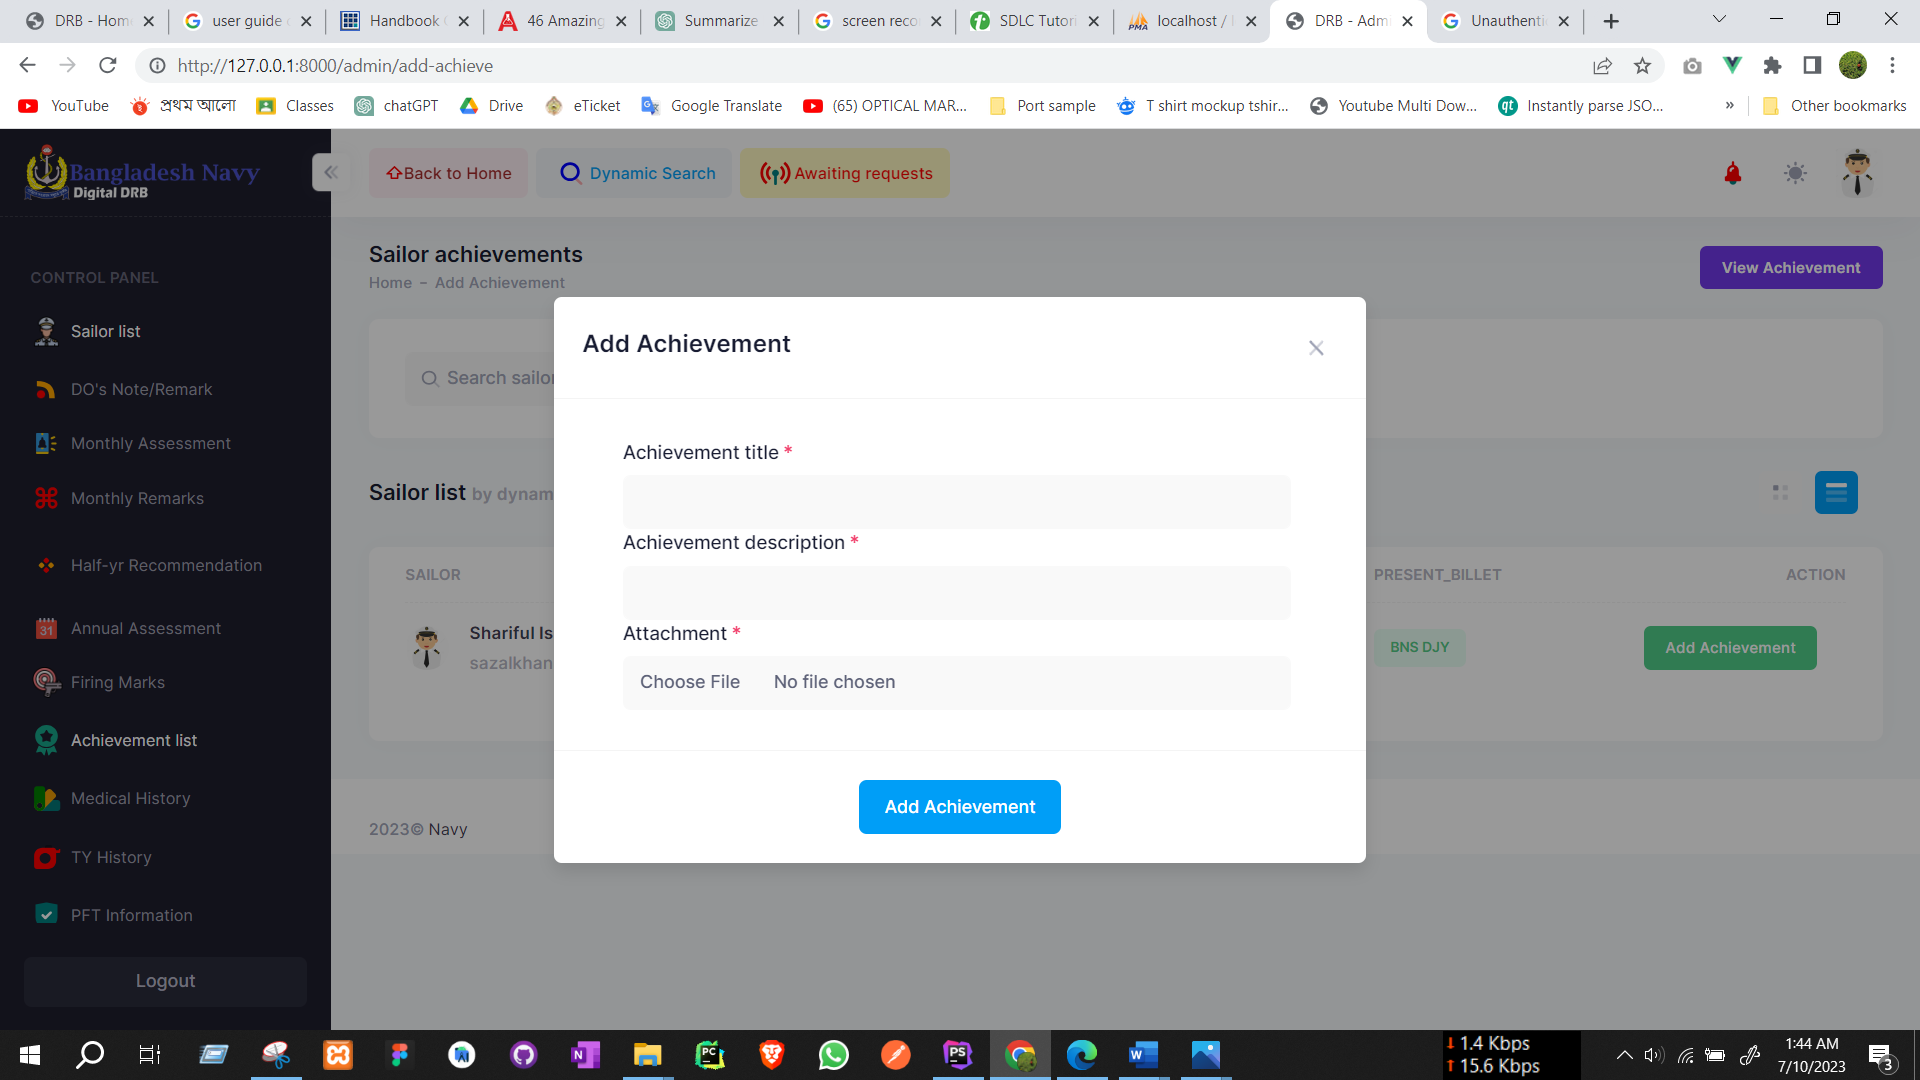 DRB - Hom
user guide
Handbook
46 Amazing
Summarize
screen reco
SDLC Tutori
localhost /
DRB - Adm
Unauthenti
http://127.0.0.1:8000/admin/add-achieve
YouTube
প্রথম আলো
Classes
chatGPT
Drive
eTicket
Google Translate
(65) OPTICAL MAR...
Port sample
T shirt mockup tshir...
Youtube Multi Dow...
Instantly parse JSO...
»
Other bookmarks
Bangladesh Navy
Digital DRB
Back to Home
Dynamic Search
Awaiting requests
Sailor achievements
Home – Add Achievement
View Achievement
CONTROL PANEL
Sailor list
DO's Note/Remark
Monthly Assessment
Monthly Remarks
Half-yr Recommendation
Annual Assessment
Firing Marks
Achievement list
Medical History
TY History
PFT Information
Logout
Search sailor
Sailor list by dynam
SAILOR
PRESENT_BILLET
ACTION
Shariful Is
sazalkhan
BNS DJY
Add Achievement
2023© Navy
Add Achievement
Achievement title *
Achievement description *
Attachment *
Choose File No file chosen
Add Achievement
1.4 Kbps
15.6 Kbps
1:44 AM
7/10/2023
3